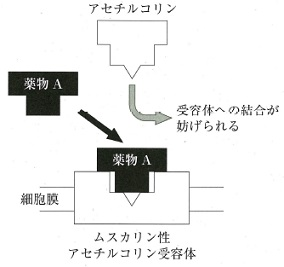 アセチルコリン
薬物 A
受容体への結合が
妨げられる
薬物 A
細胞膜
ムスカリン性
アセチルコリン受容体